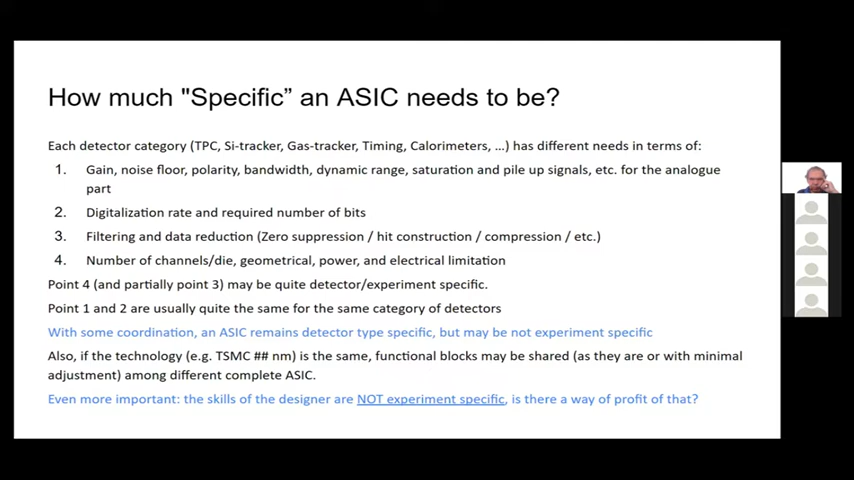 How much "Specific” an ASIC needs to be?
Each detector category (TPC, Si-tracker, Gas-tracker, Timing, Calorimeters, …) has different needs in terms of:
1. Gain, noise floor, polarity, bandwidth, dynamic range, saturation and pile up signals, etc. for the analogue
part
2. Digitalization rate and required number of bits
3. Filtering and data reduction (Zero suppression / hit construction / compression / etc.)
4. Number of channels/die, geometrical, power, and electrical limitation
Point 4 (and partially point 3) may be quite detector/experiment specific.
Point 1 and 2 are usually quite the same for the same category of detectors
With some coordination, an ASIC remains detector type specific, but may be not experiment specific
Also, if the technology (e.g. TSMC ## nm) is the same, functional blocks may be shared (as they are or with minimal
adjustment) among different complete ASIC.
Even more important: the skills of the designer are NOT experiment specific, is there a way of profit of that?